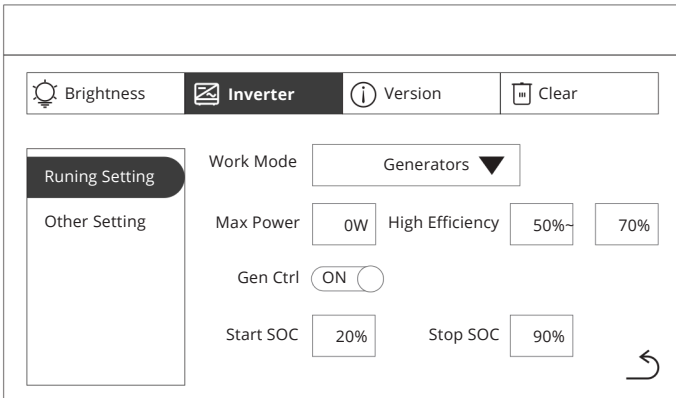 Brightness Inverter Version Clear
Runing Setting
Other Setting
Work Mode Generators
Max Power 0W High Efficiency 50%~ 70%
Gen Ctrl ON
Start SOC 20% Stop SOC 90%